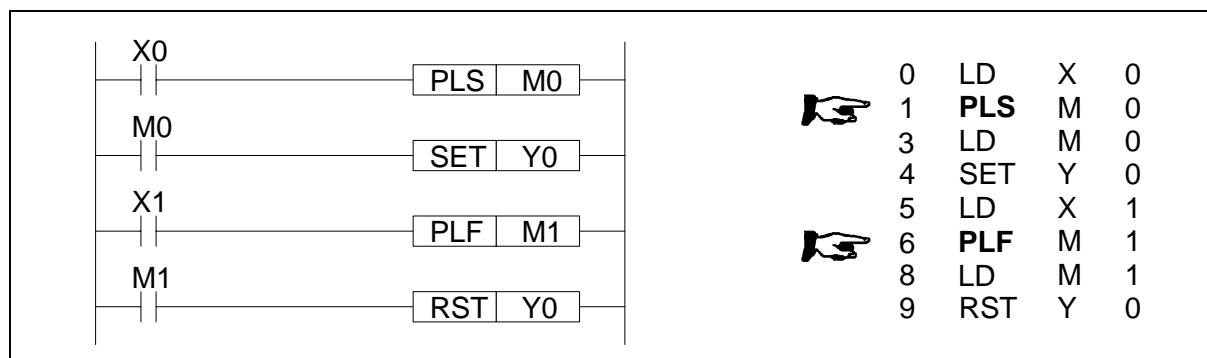 X0
PLS M0
M0
SET Y0
X1
PLF M1
M1
RST Y0
0 LD X 0
1 PLS M 0
3 LD M 0
4 SET Y 0
5 LD X 1
6 PLF M 1
8 LD M 1
9 RST Y 0